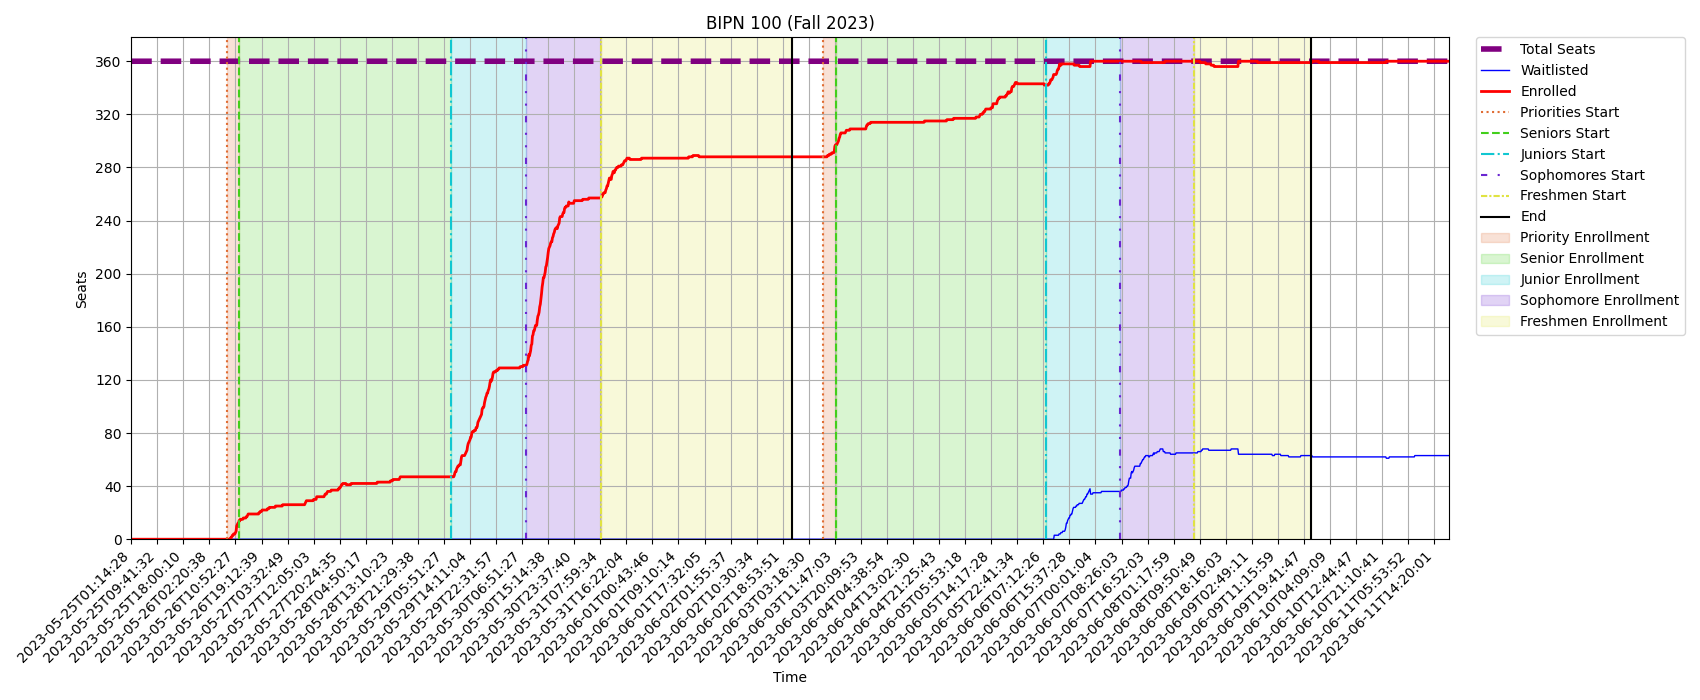 BIPN 100 (Fall 2023)
Seats
360
320
280
240
200
160
120
80
40
0
2023-05-25T01:14:28
2023-05-25T09:41:32
2023-05-25T18:00:10
2023-05-26T02:20:38
2023-05-26T10:52:27
2023-05-26T19:12:39
2023-05-27T03:32:49
2023-05-27T12:05:03
2023-05-27T20:24:35
2023-05-28T04:50:17
2023-05-28T13:10:23
2023-05-28T21:29:38
2023-05-29T05:51:27
2023-05-29T14:11:04
2023-05-29T22:31:57
2023-05-30T06:51:27
2023-05-30T15:14:38
2023-05-30T23:37:40
2023-05-31T07:59:34
2023-05-31T16:22:04
2023-06-01T00:43:46
2023-06-01T09:10:14
2023-06-01T17:32:05
2023-06-02T01:55:37
2023-06-02T10:30:34
2023-06-02T18:53:51
2023-06-03T03:18:30
2023-06-03T11:47:03
2023-06-03T20:09:53
2023-06-04T04:38:54
2023-06-04T13:02:30
2023-06-04T21:25:43
2023-06-05T05:53:18
2023-06-05T14:17:28
2023-06-05T22:41:34
2023-06-06T07:12:26
2023-06-06T15:37:28
2023-06-07T00:01:04
2023-06-07T08:26:03
2023-06-07T16:52:03
2023-06-08T01:17:59
2023-06-08T09:50:49
2023-06-08T18:16:03
2023-06-09T02:49:11
2023-06-09T11:15:59
2023-06-09T19:41:47
2023-06-10T04:09:09
2023-06-10T12:44:47
2023-06-10T21:10:41
2023-06-11T05:53:52
2023-06-11T14:20:01
Time
Total Seats
Waitlisted
Enrolled
Priorities Start
Seniors Start
Juniors Start
Sophomores Start
Freshmen Start
End
Priority Enrollment
Senior Enrollment
Junior Enrollment
Sophomore Enrollment
Freshmen Enrollment